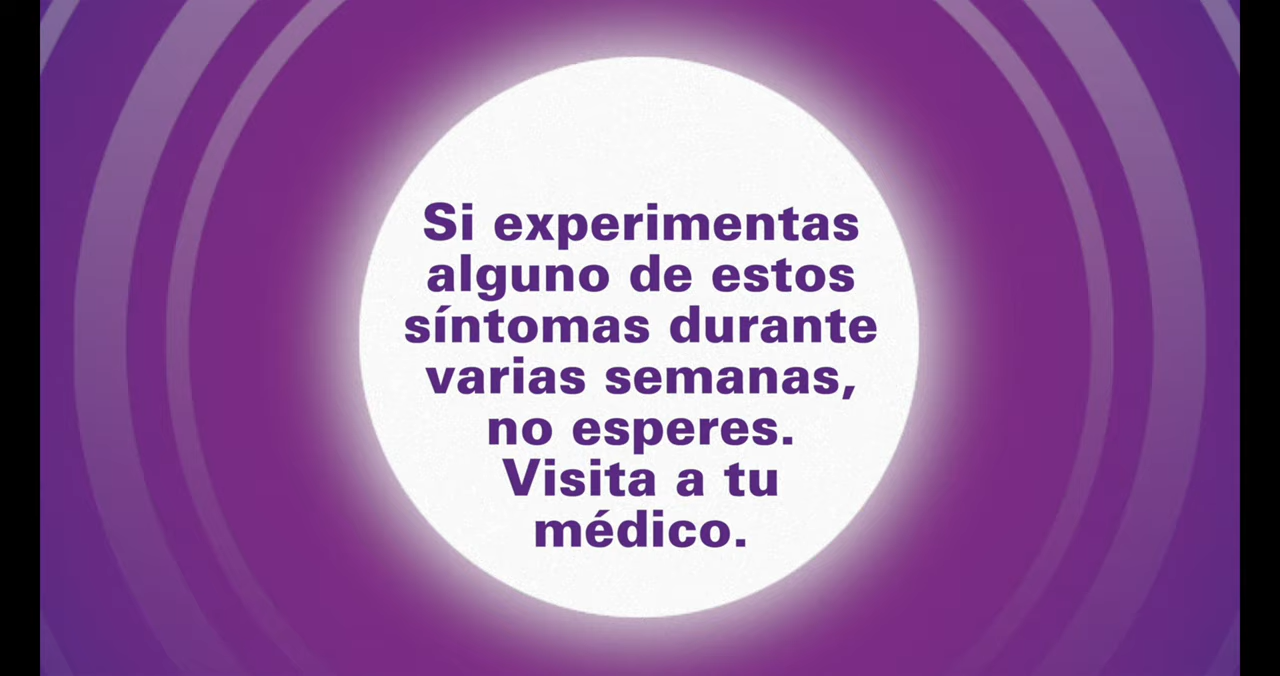 Si experimentas
alguno de estos
síntomas durante
varias semanas,
no esperes.
Visita a tu
médico.